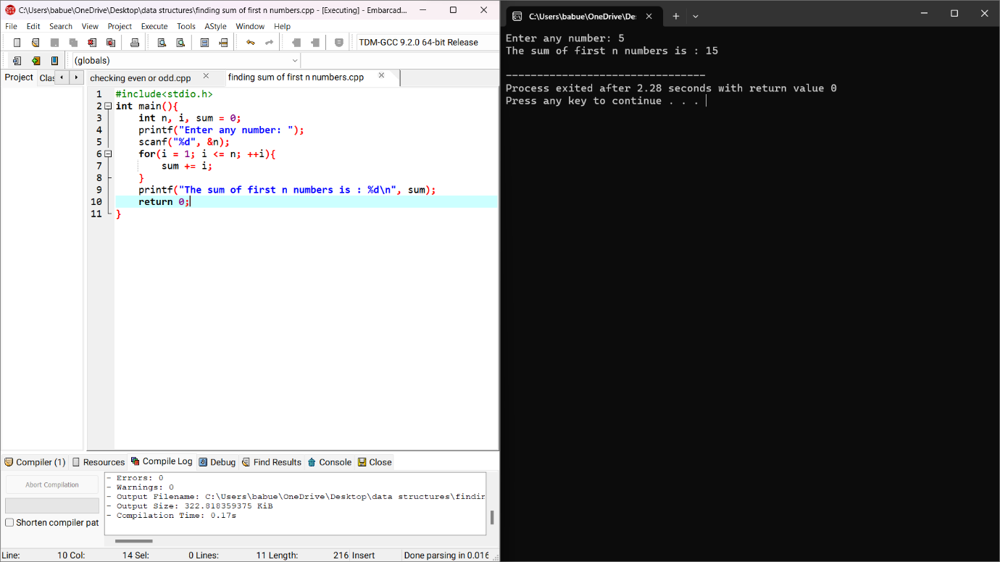 C:\Users\babue\OneDrive\Desktop\data structures\finding sum of first n numbers.cpp - [Executing] - Embarcad...
File Edit Search View Project Execute Tools AStyle Window Help
TDM-GCC 9.2.0 64-bit Release
(globals)
Project Clas
checking even or odd.cpp
finding sum of first n numbers.cpp
1 #include<stdio.h>
2 int main(){
3     int n, i, sum = 0;
4     printf("Enter any number: ");
5     scanf("%d", &n);
6     for(i = 1; i <= n; ++i){
7         sum += i;
8     }
9     printf("The sum of first n numbers is : %d\n", sum);
10     return 0;
11 }
Compiler (1) Resources Compile Log Debug Find Results Console Close
Abort Compilation
Shorten compiler pat
- Errors: 0
- Warnings: 0
- Output Filename: C:\Users\babue\OneDrive\Desktop\data structures\findin
- Output Size: 322.818359375 KiB
- Compilation Time: 0.17s
Line: 10 Col: 14 Sel: 0 Lines: 11 Length: 216 Insert Done parsing in 0.016
C:\Users\babue\OneDrive\De:
Enter any number: 5
The sum of first n numbers is : 15
--------------------------------
Process exited after 2.28 seconds with return value 0
Press any key to continue . . .